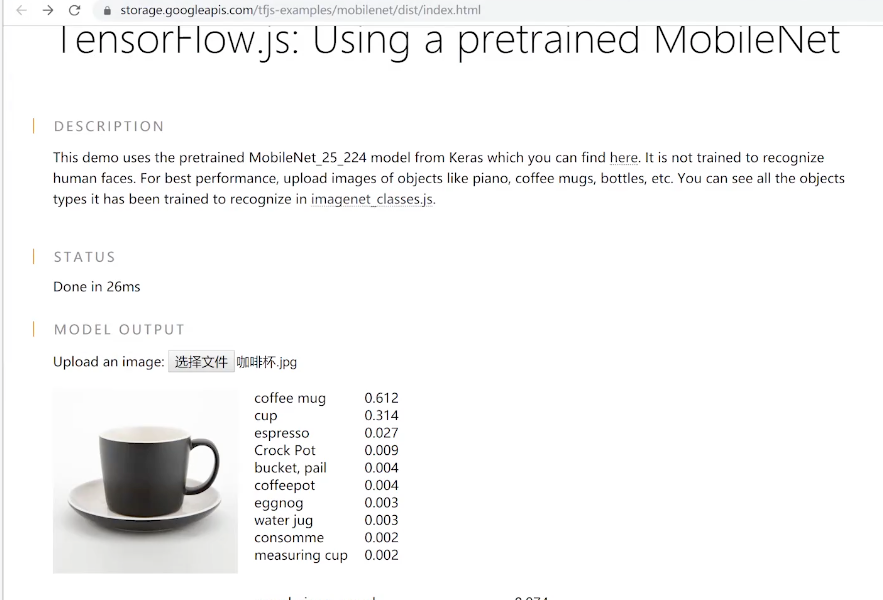 storage.googleapis.com/tfjs-examples/mobilenet/dist/index.html
TensorFlow.js: Using a pretrained MobileNet
DESCRIPTION
This demo uses the pretrained MobileNet_25_224 model from Keras which you can find here. It is not trained to recognize
human faces. For best performance, upload images of objects like piano, coffee mugs, bottles, etc. You can see all the objects
types it has been trained to recognize in imagenet_classes.js.
STATUS
Done in 26ms
MODEL OUTPUT
Upload an image: 选择文件 咖啡杯.jpg
coffee mug 0.612
cup 0.314
espresso 0.027
Crock Pot 0.009
bucket, pail 0.004
coffeepot 0.004
eggnog 0.003
water jug 0.003
consomme 0.002
measuring cup 0.002